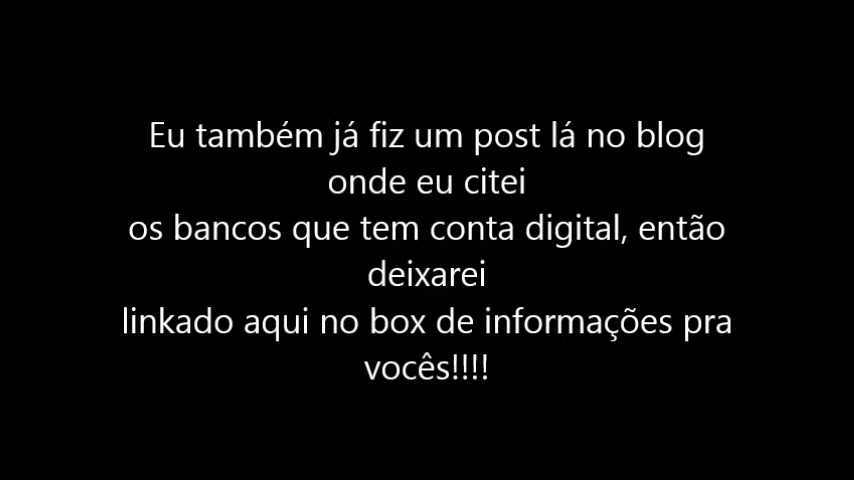 Eu também já fiz um post lá no blog
onde eu citei
os bancos que tem conta digital, então
deixarei
linkado aqui no box de informações pra
vocês!!!!